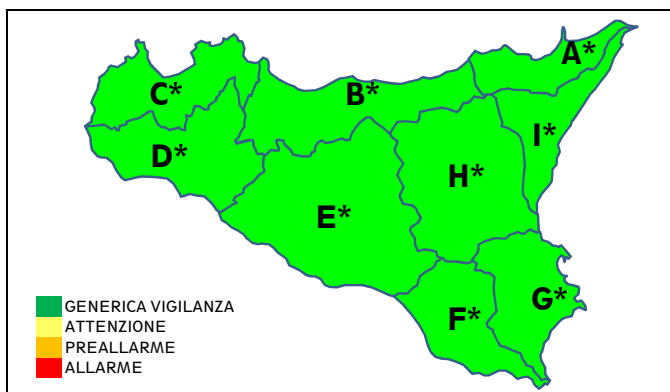 A*
C*
B*
I*
D*
H*
E*
G*
F*
GENERICA VIGILANZA
ATTENZIONE
PREALLARME
ALLARME